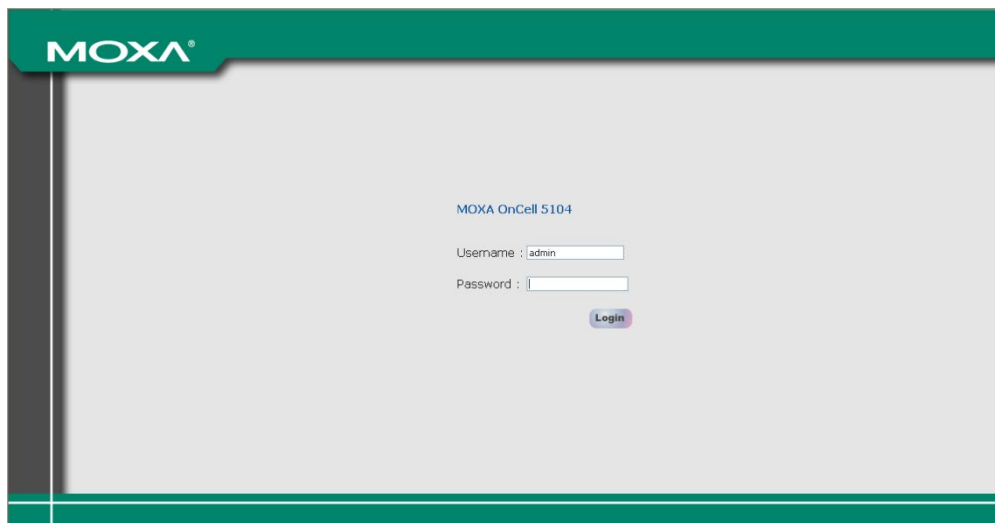 MOXA®
MOXA OnCell 5104
Username : admin
Password :
Login